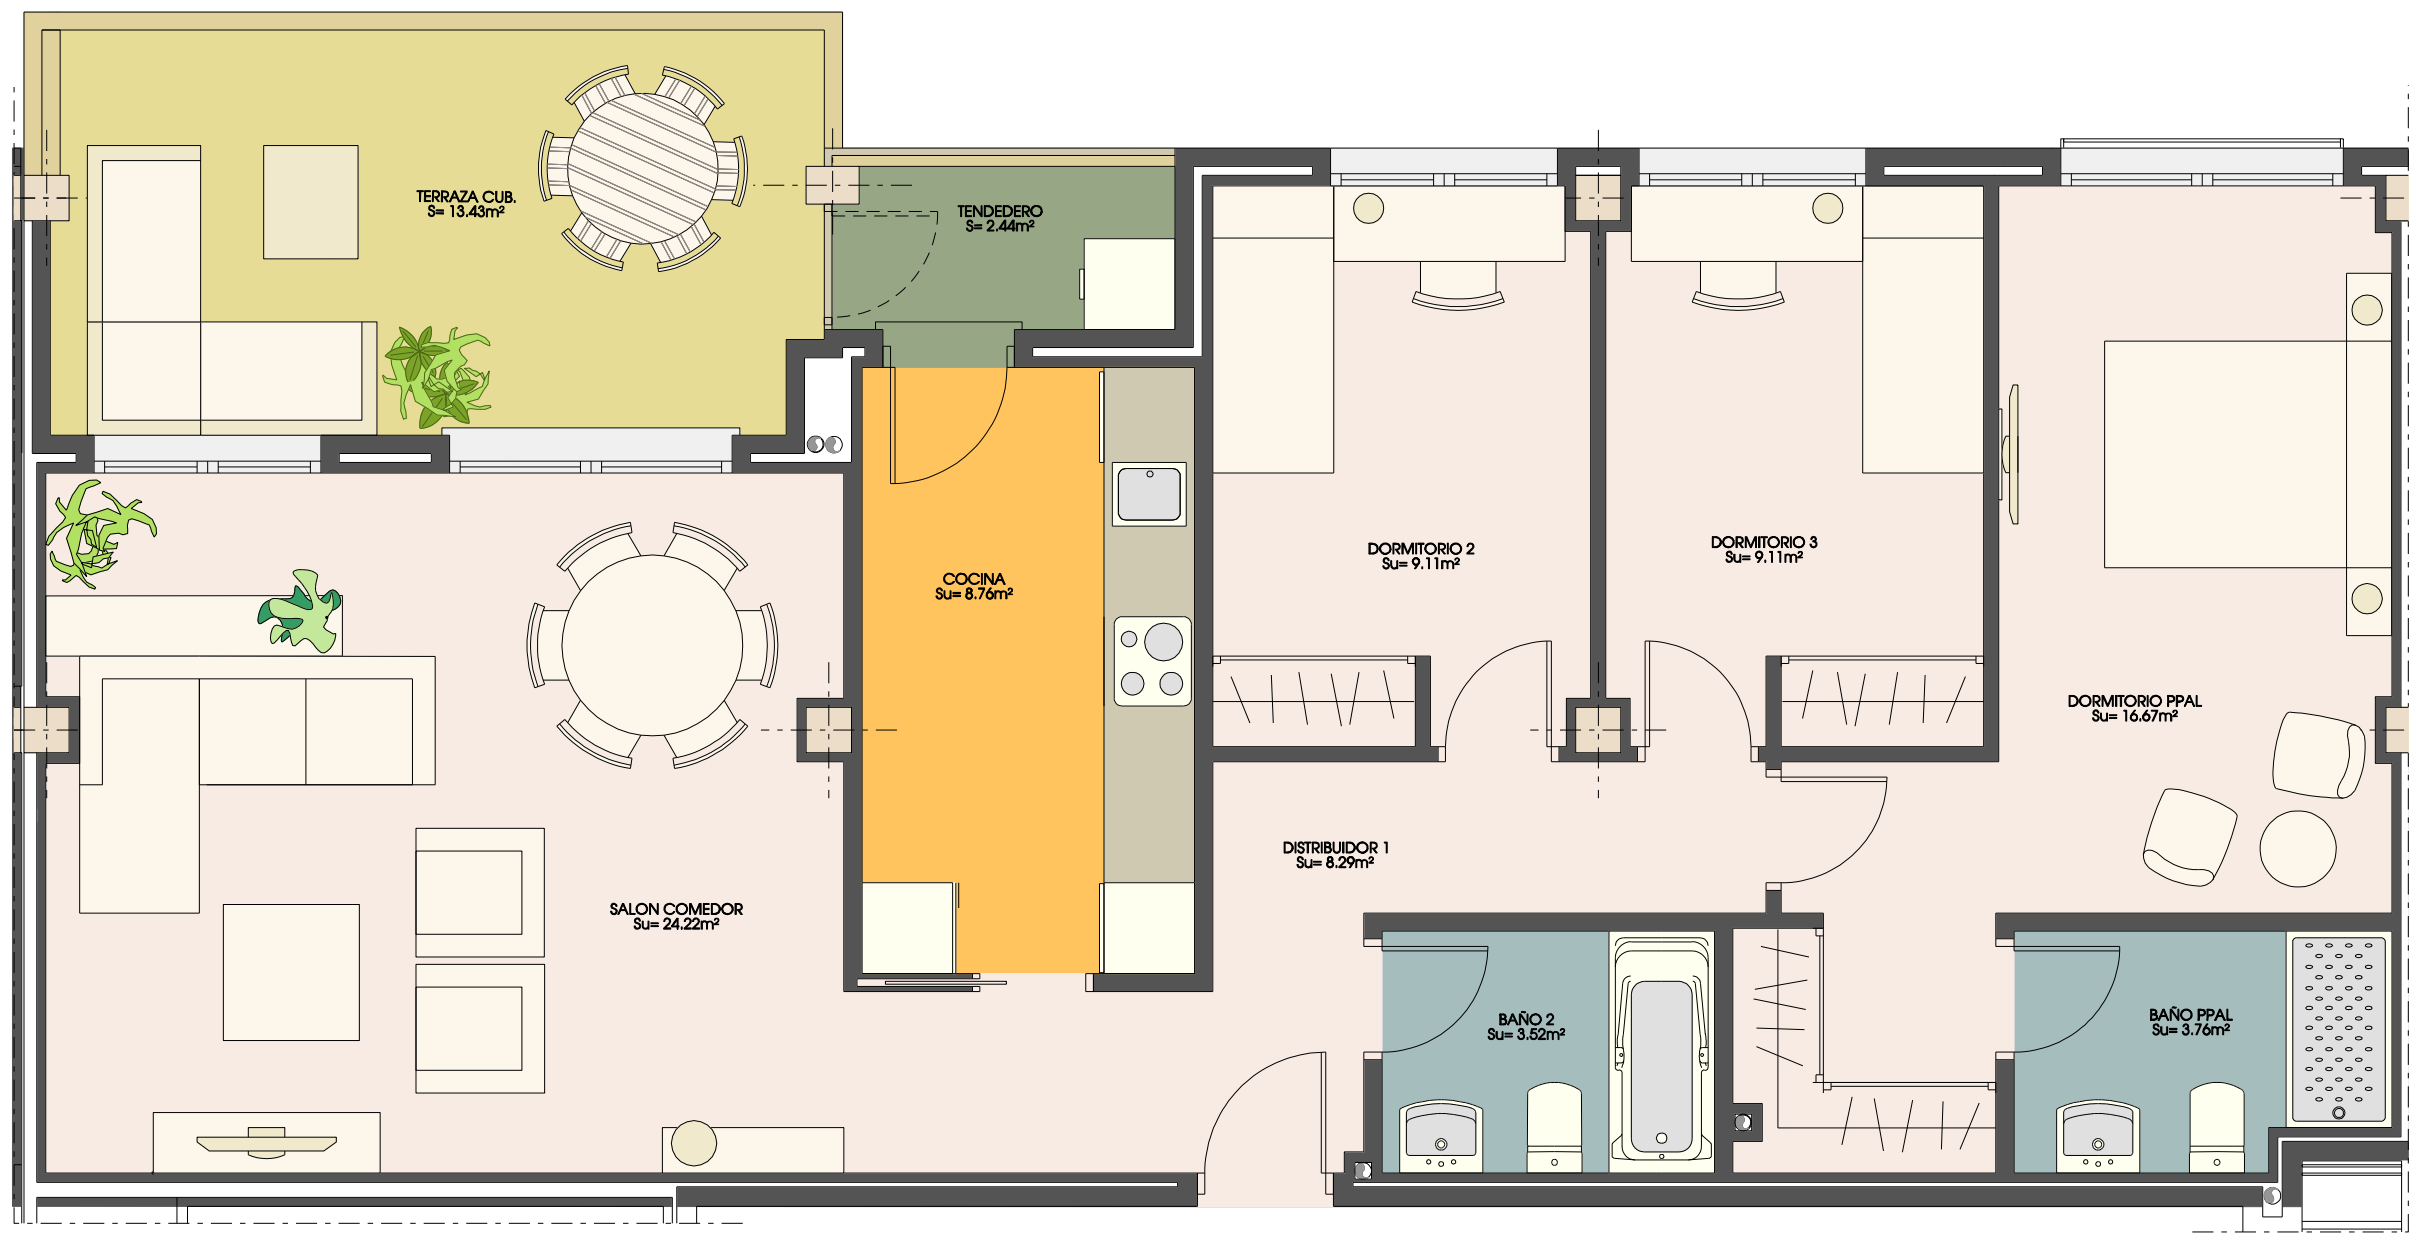 TERRAZA CUB.
S= 13.43m²
TENDEDERO
S= 2.44m²
COCINA
Su= 8.76m²
DORMITORIO 2
Su= 9.11m²
DORMITORIO 3
Su= 9.11m²
DORMITORIO PPAL
Su= 16.67m²
DISTRIBUIDOR 1
Su= 8.29m²
SALON COMEDOR
Su= 24.22m²
BAÑO 2
Su= 3.52m²
BAÑO PPAL
Su= 3.76m²